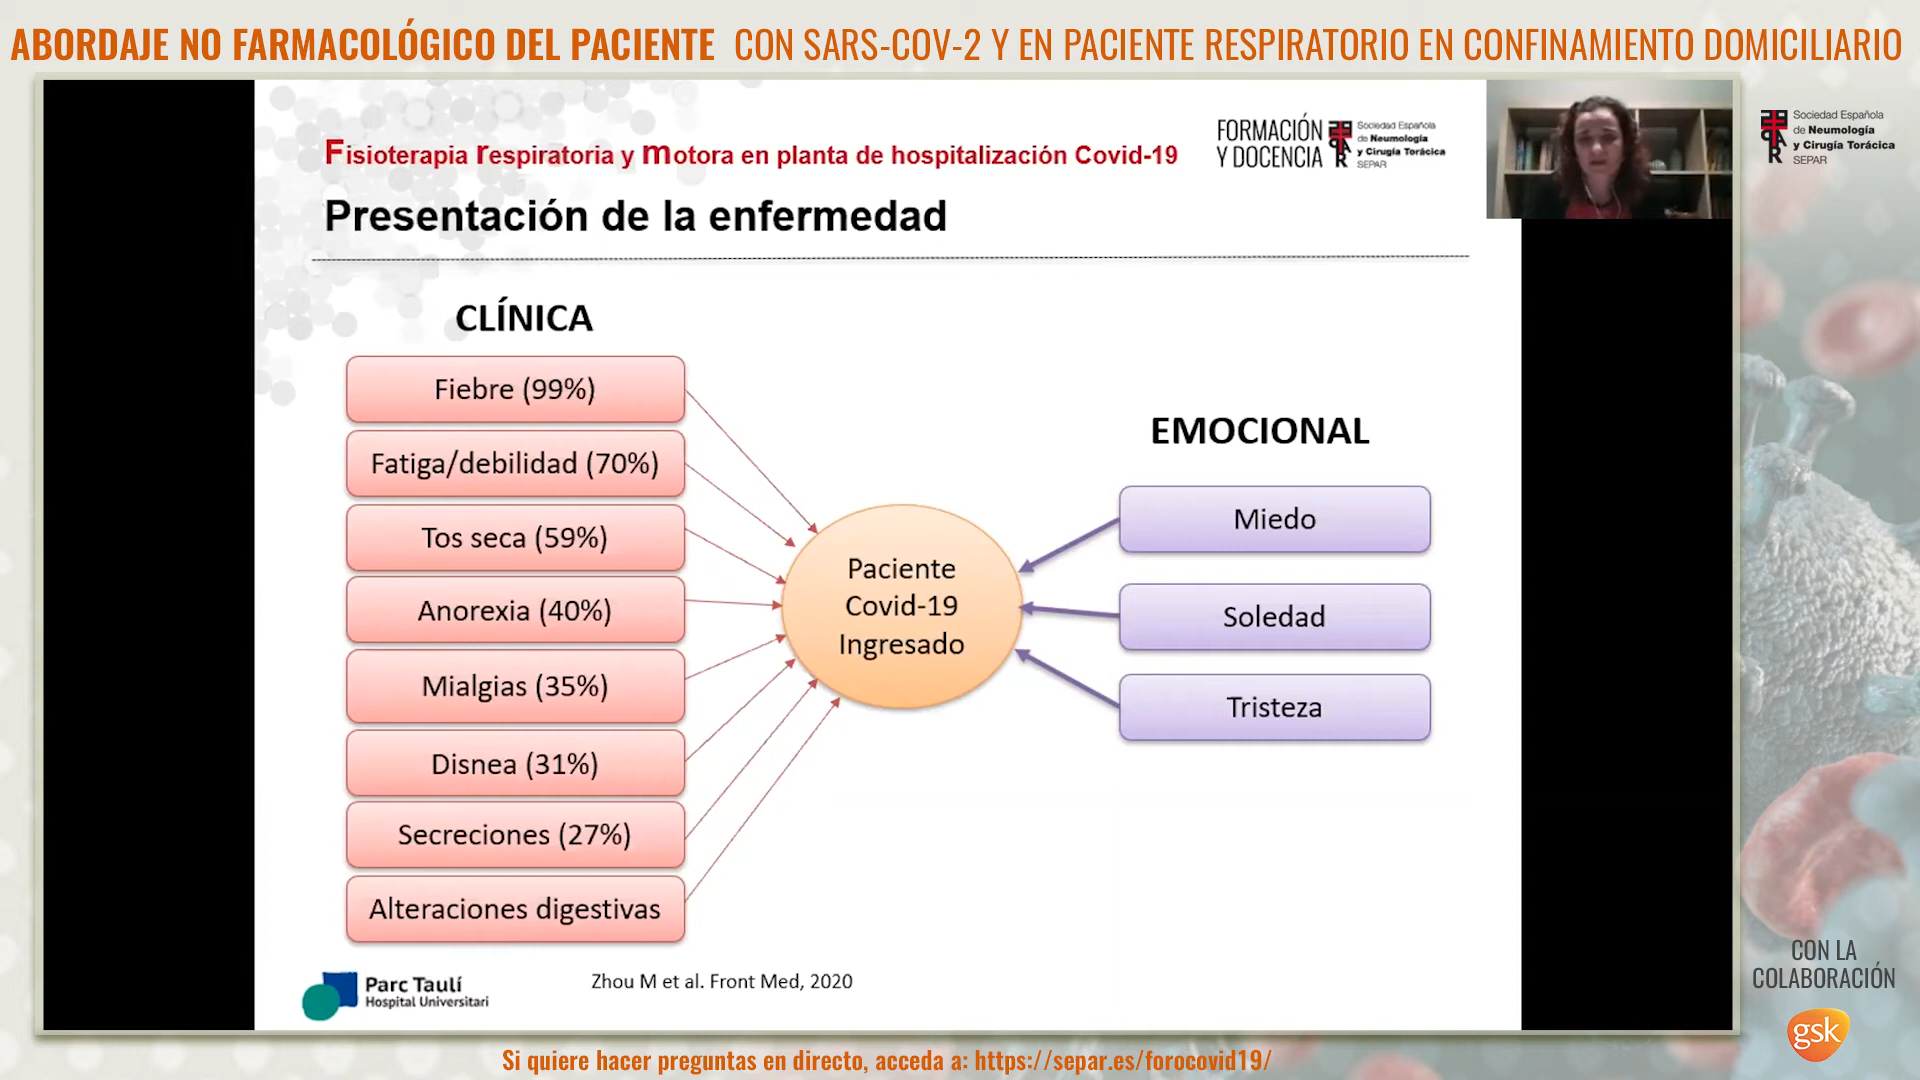 ABORDAJE NO FARMACOLÓGICO DEL PACIENTE CON SARS-COV-2 Y EN PACIENTE RESPIRATORIO EN CONFINAMIENTO DOMICILIARIO
Fisioterapia respiratoria y motora en planta de hospitalización Covid-19
FORMACIÓN
Y DOCENCIA
Sociedad Española
de Neumología
y Cirugía Torácica
SEPAR
Sociedad Española
de Neumología
y Cirugía Torácica
SEPAR
Presentación de la enfermedad
CLÍNICA
Fiebre (99%)
Fatiga/debilidad (70%)
Tos seca (59%)
Anorexia (40%)
Mialgias (35%)
Disnea (31%)
Secreciones (27%)
Alteraciones digestivas
Paciente
Covid-19
Ingresado
EMOCIONAL
Miedo
Soledad
Tristeza
Parc Taulí
Hospital Universitari
Zhou M et al. Front Med, 2020
CON LA
COLABORACIÓN
gsk
Si quiere hacer preguntas en directo, acceda a: https://separ.es/forocovid19/